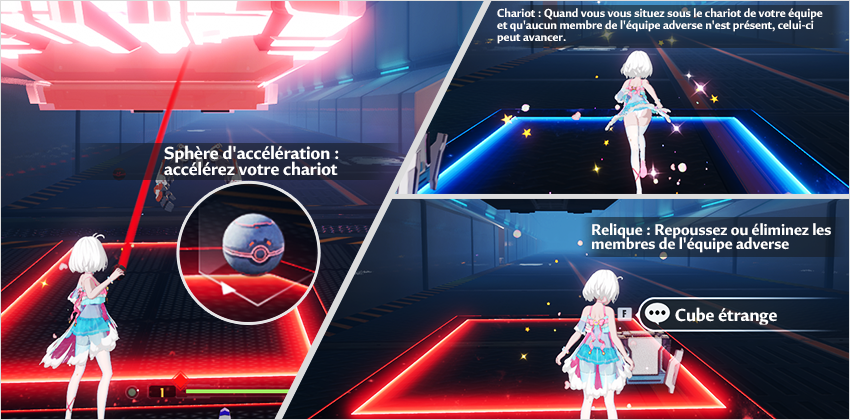 Sphère d'accélération :
accélérez votre chariot
1
Chariot : Quand vous vous situez sous le chariot de votre équipe
et qu'aucun membre de l'équipe adverse n'est présent, celui-ci
peut avancer.
Relique : Repoussez ou éliminez les
membres de l'équipe adverse
F
Cube étrange